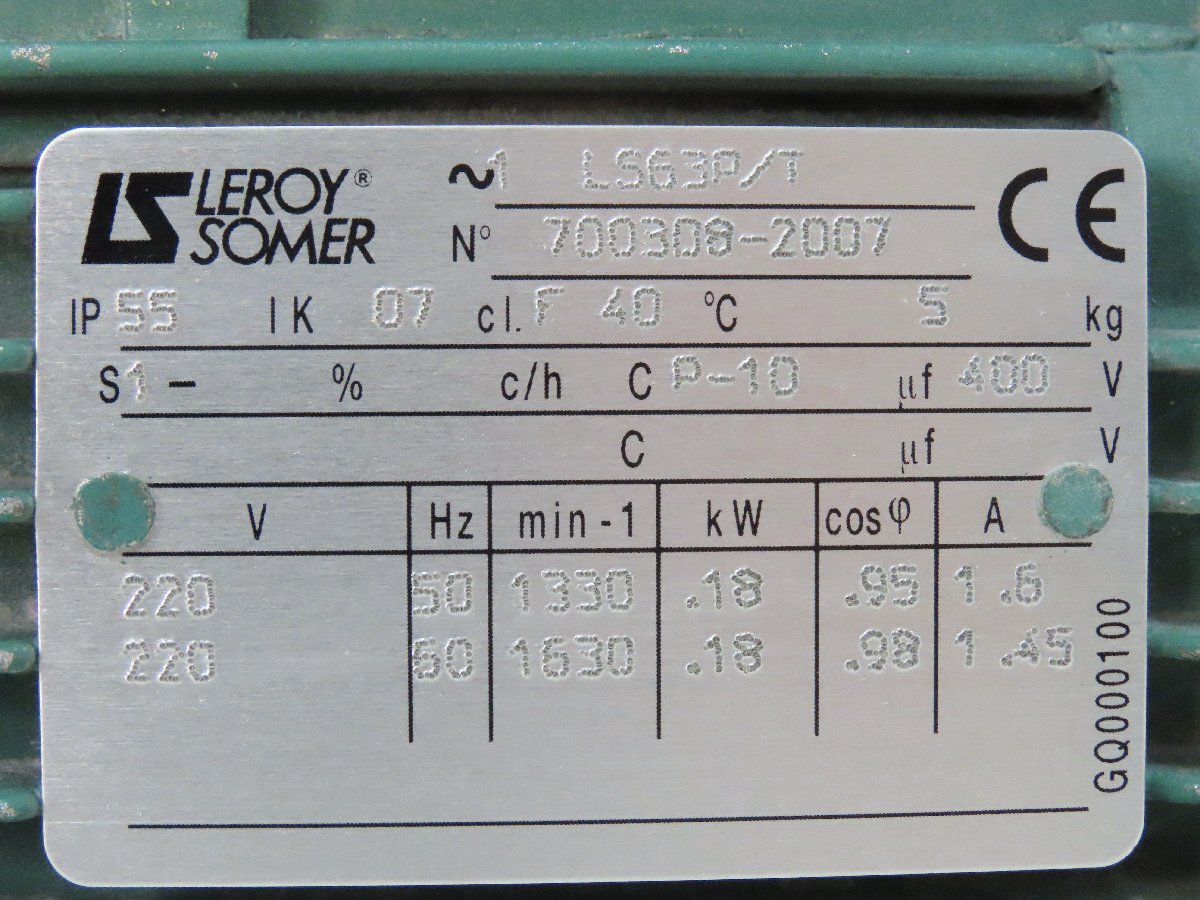 LEROY® ~1 LS63P/T
SOMER N° 700308-2007 CE
IP 55 IK 07 cl. F 40 °C 5 kg
S1 - % c/h C P-10 µf 400 V
C µf V
V Hz min-1 kW cosφ A
220 50 1330 .18 .95 1.6
220 60 1630 .18 .98 1.45
GQ000100